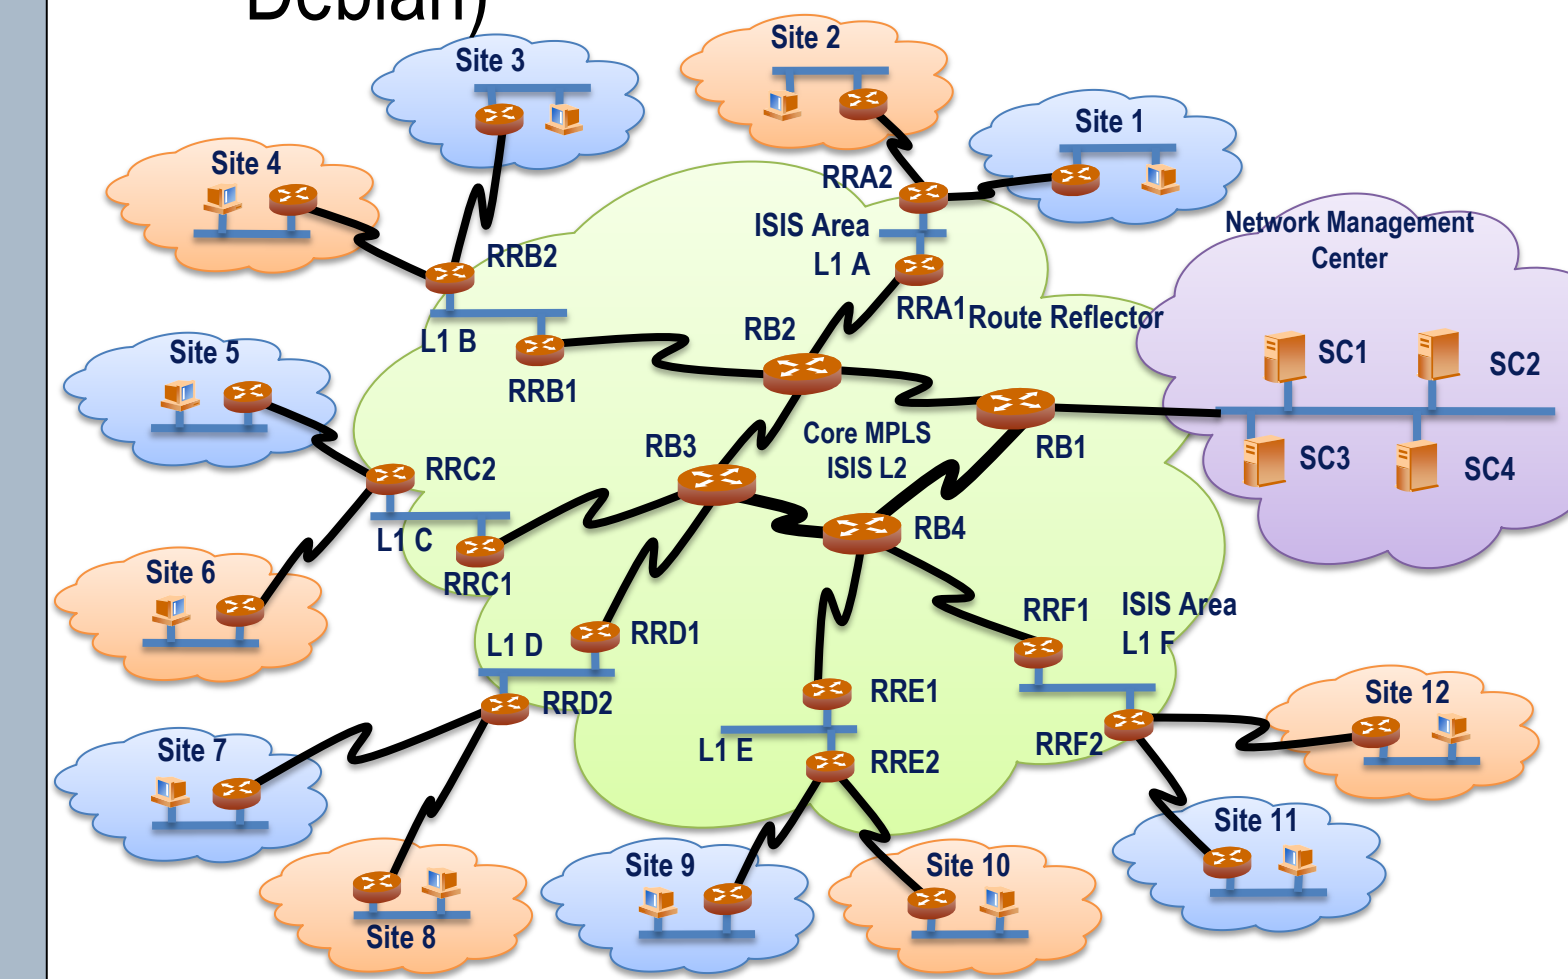 Debian)
Site 2
Site 3
Site 1
Site 4
RRA2
Network Management
Center
ISIS Area
L1 A
RRB2
RRA1
Route Reflector
RB2
L1 B
Site 5
SC1
SC2
RRB1
Core MPLS
ISIS L2
RB3
RB1
SC3
SC4
RRC2
RB4
L1 C
Site 6
RRC1
RRF1
ISIS Area
L1 F
L1 D
RRD1
RRE1
RRD2
Site 12
Site 7
L1 E
RRE2
RRF2
Site 11
Site 9
Site 10
Site 8